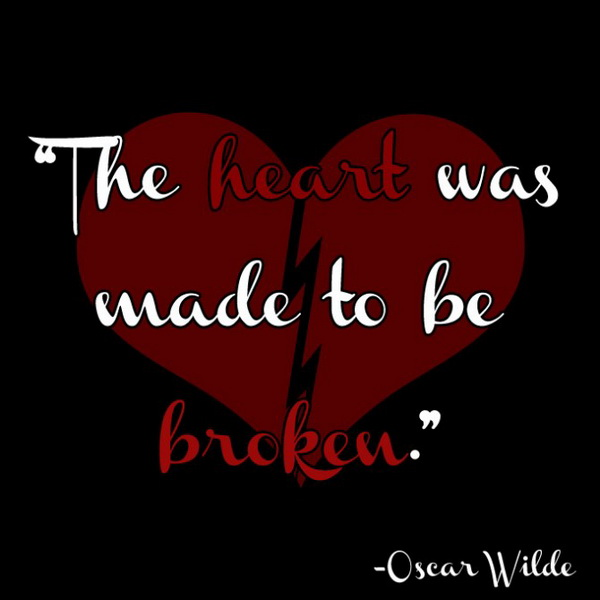 “The heart was
made to be
broken.”
-Oscar Wilde